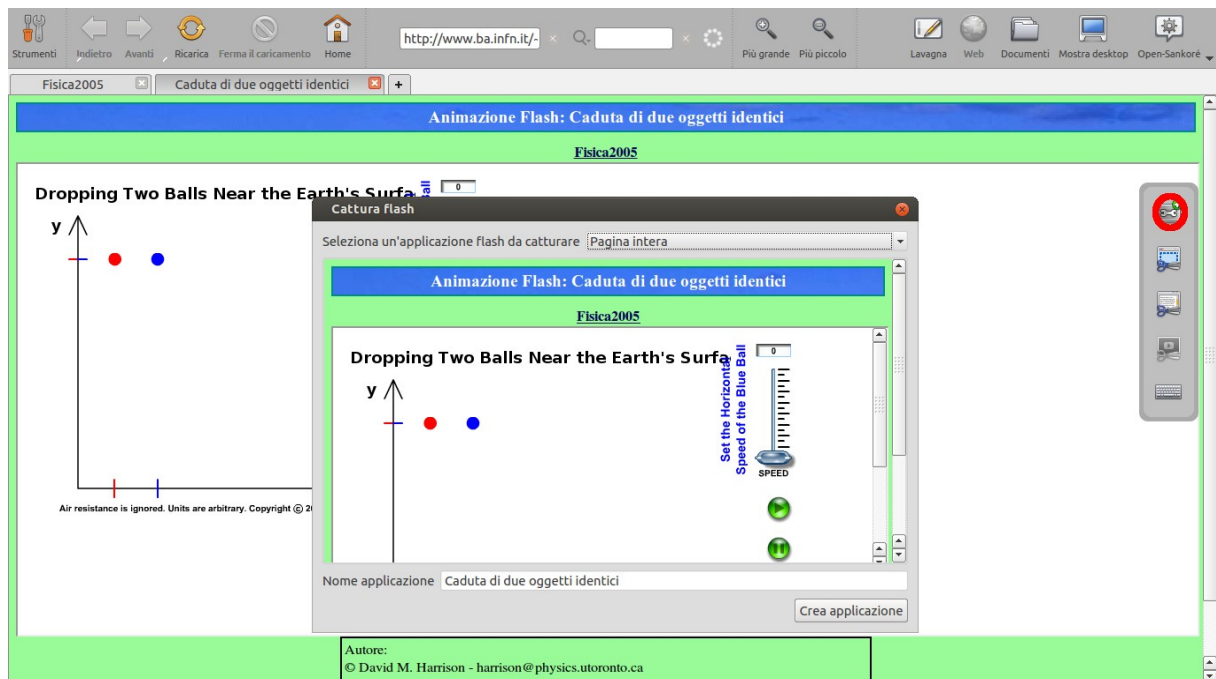 http://www.ba.infn.it/-
Strumenti Indietro Avanti Ricarica Ferma il caricamento Home Più grande Più piccolo Lavagna Web Documenti Mostra desktop Open-Sankoré
Fisica2005 Caduta di due oggetti identici +
Animazione Flash: Caduta di due oggetti identici
Fisica2005
Dropping Two Balls Near the Earth's Surfa
0
y
Air resistance is ignored. Units are arbitrary. Copyright ©
Cattura flash
Seleziona un'applicazione flash da catturare Pagina intera
Animazione Flash: Caduta di due oggetti identici
Fisica2005
Dropping Two Balls Near the Earth's Surfa
0
y
Set the Horizontal
Speed of the Blue Ball
SPEED
Nome applicazione Caduta di due oggetti identici
Crea applicazione
Autore:
© David M. Harrison - harrison@physics.utoronto.ca